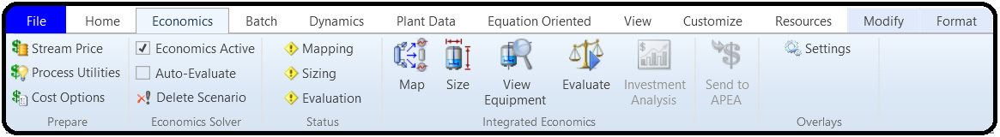 File Home Economics Batch Dynamics Plant Data Equation Oriented View Customize Resources Modify Format
Stream Price
Process Utilities
Cost Options
Prepare
Economics Active
Auto-Evaluate
Delete Scenario
Economics Solver
Mapping
Sizing
Evaluation
Status
Map
Size
View
Equipment
Evaluate
Investment
Analysis
Integrated Economics
Send to
APEA
Settings
Overlays